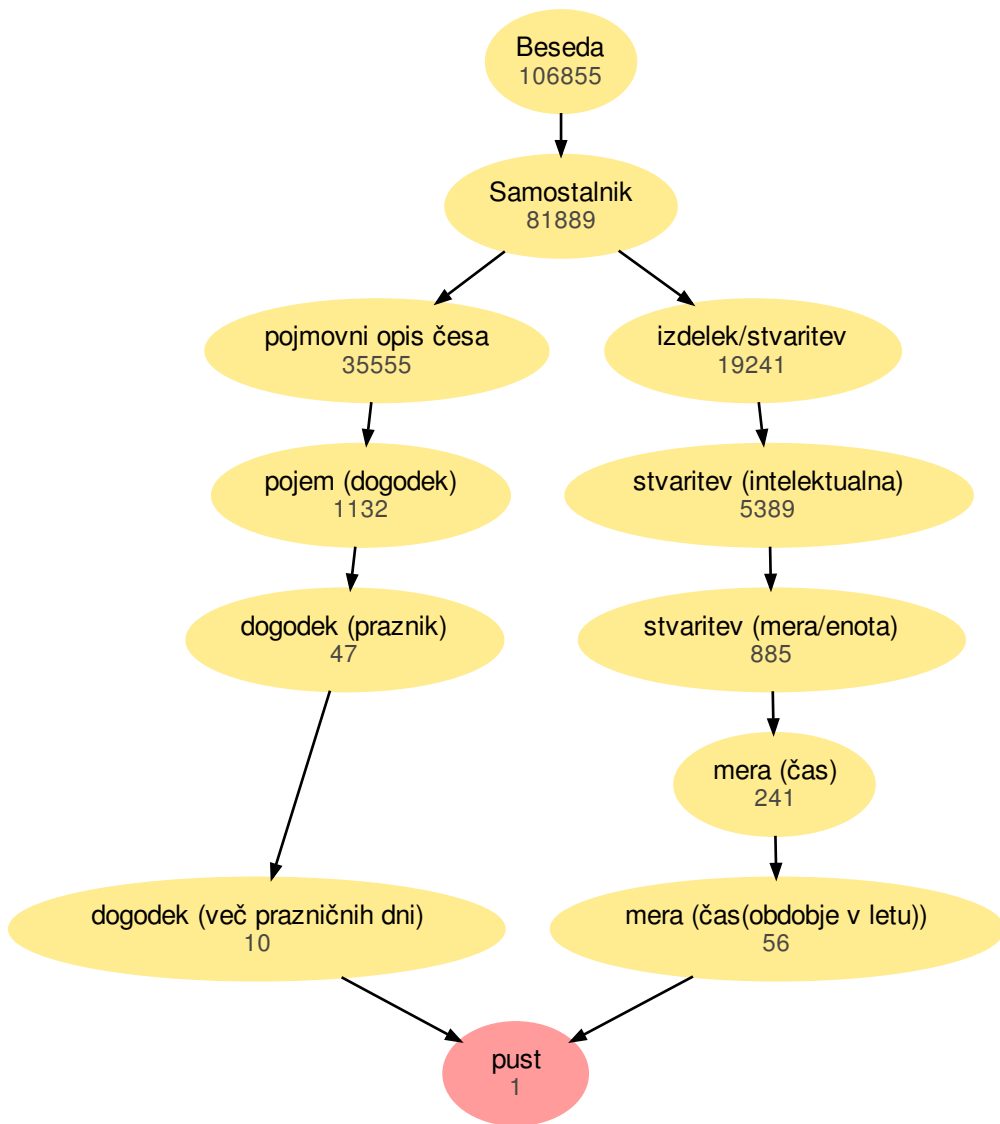 Beseda
106855
Samostalnik
81889
pojmovni opis česa
35555
izdelek/stvaritev
19241
pojem (dogodek)
1132
stvaritev (intelektualna)
5389
dogodek (praznik)
47
stvaritev (mera/enota)
885
mera (čas)
241
dogodek (več prazničnih dni)
10
mera (čas(obdobje v letu))
56
pust
1